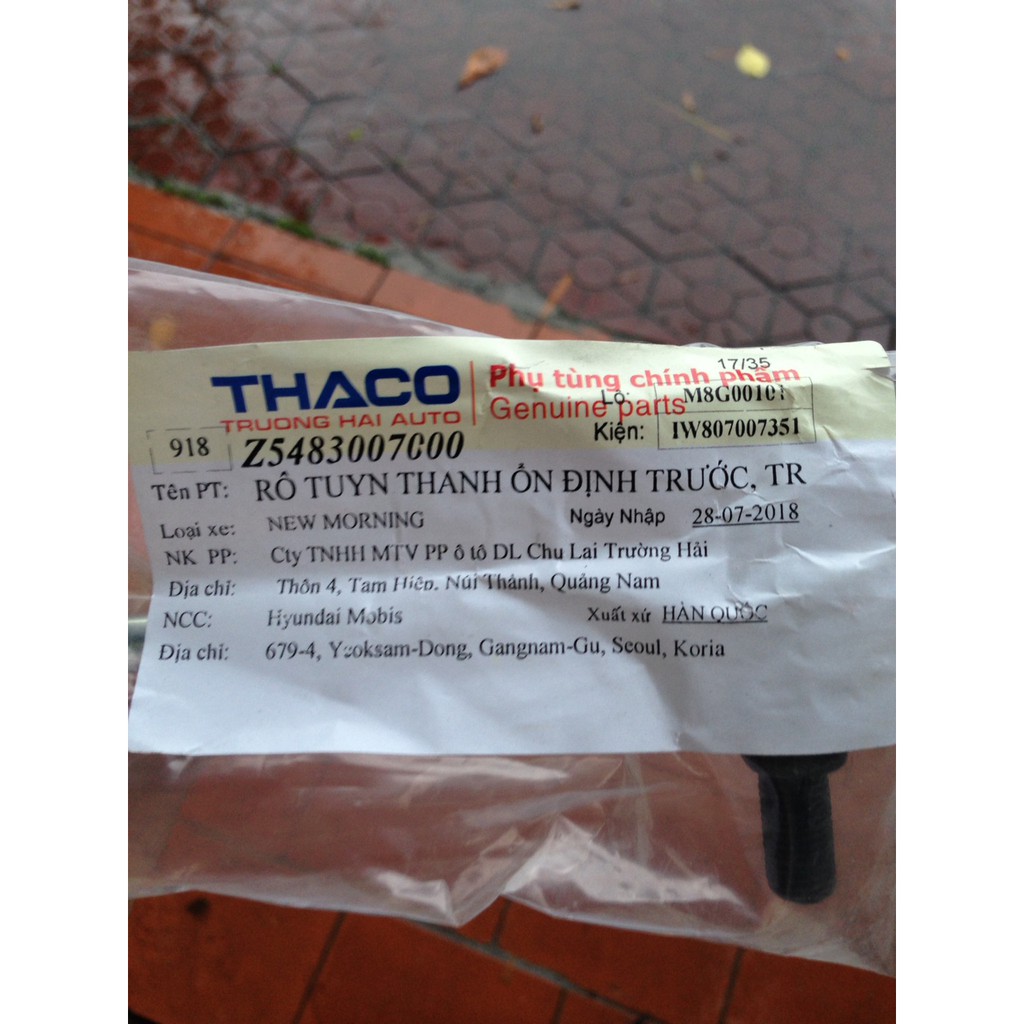 17/35
THACO Phụ tùng chính phẩm
TRUONG HAI AUTO Genuine parts
Lô:
Kiện: IW807007351
918 Z5483007000
Tên PT: RÔ TUYN THANH ỔN ĐỊNH TRƯỚC, TR
Loại xe: NEW MORNING Ngày Nhập 28-07-2018
NK PP: Cty TNHH MTV PP ô tô DL Chu Lai Trường Hải
Địa chỉ: Thôn 4, Tam Hiệp, Núi Thành, Quảng Nam
NCC: Hyundai Mobis Xuất xứ HÀN QUỐC
Địa chỉ: 679-4, Yeoksam-Dong, Gangnam-Gu, Seoul, Koria